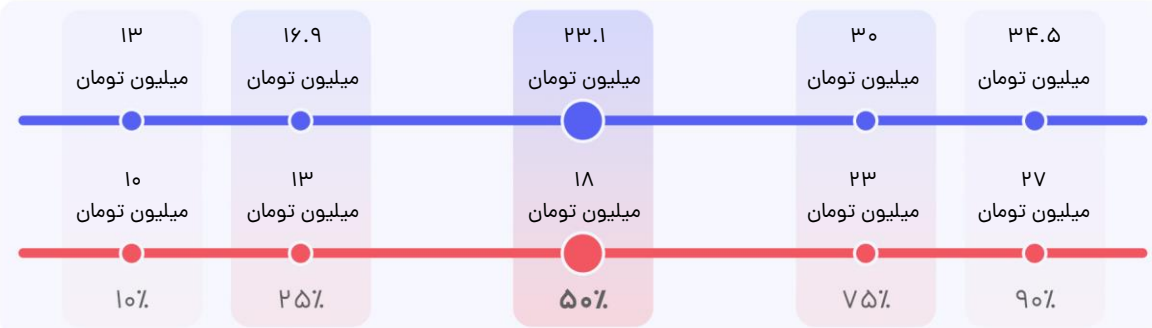 ۱۳
میلیون تومان
۱۶.۹
میلیون تومان
۲۳.۱
میلیون تومان
۳۰
میلیون تومان
۳۴.۵
میلیون تومان
۱۰
میلیون تومان
۱۳
میلیون تومان
۱۸
میلیون تومان
۲۳
میلیون تومان
۲۷
میلیون تومان
۱۰٪
۲۵٪
۵۰٪
۷۵٪
۹۰٪